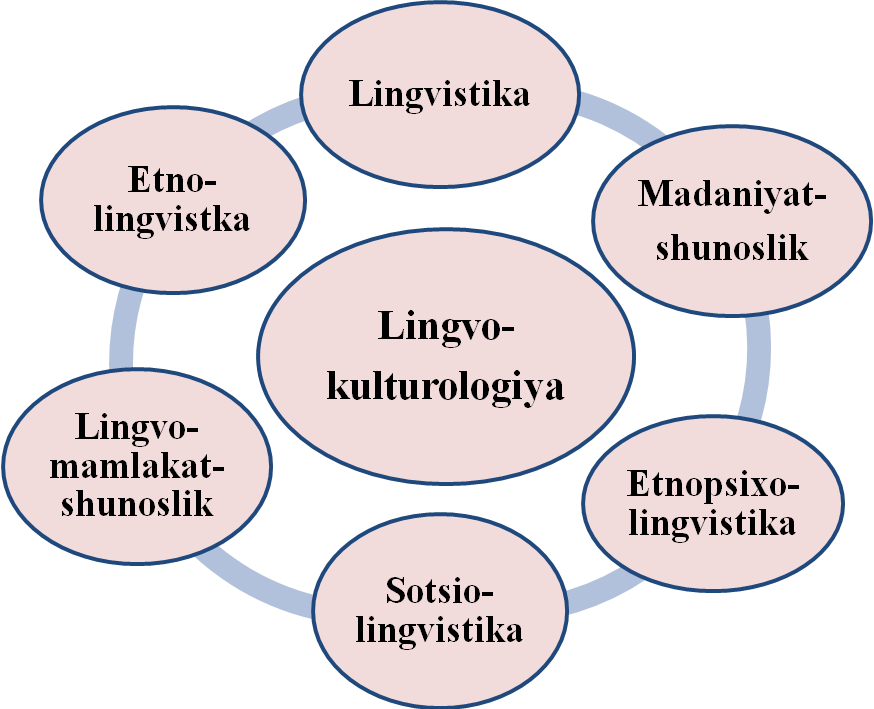 Lingvistika
Madaniyat-
shunoslik
Etnopsixo-
lingvistika
Sotsio-
lingvistika
Lingvo-
mamlakat-
shunoslik
Etno-
lingvistka
Lingvo-
kulturologiya